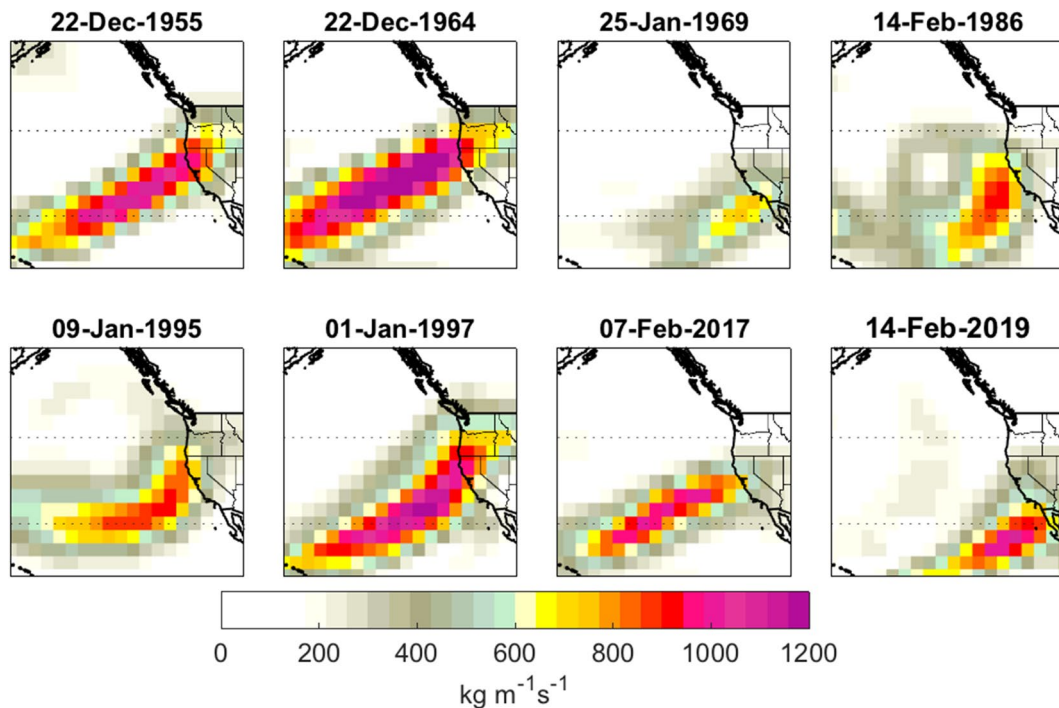 22-Dec-1955 22-Dec-1964 25-Jan-1969 14-Feb-1986
09-Jan-1995 01-Jan-1997 07-Feb-2017 14-Feb-2019
0 200 400 600 800 1000 1200
kg m⁻¹s⁻¹